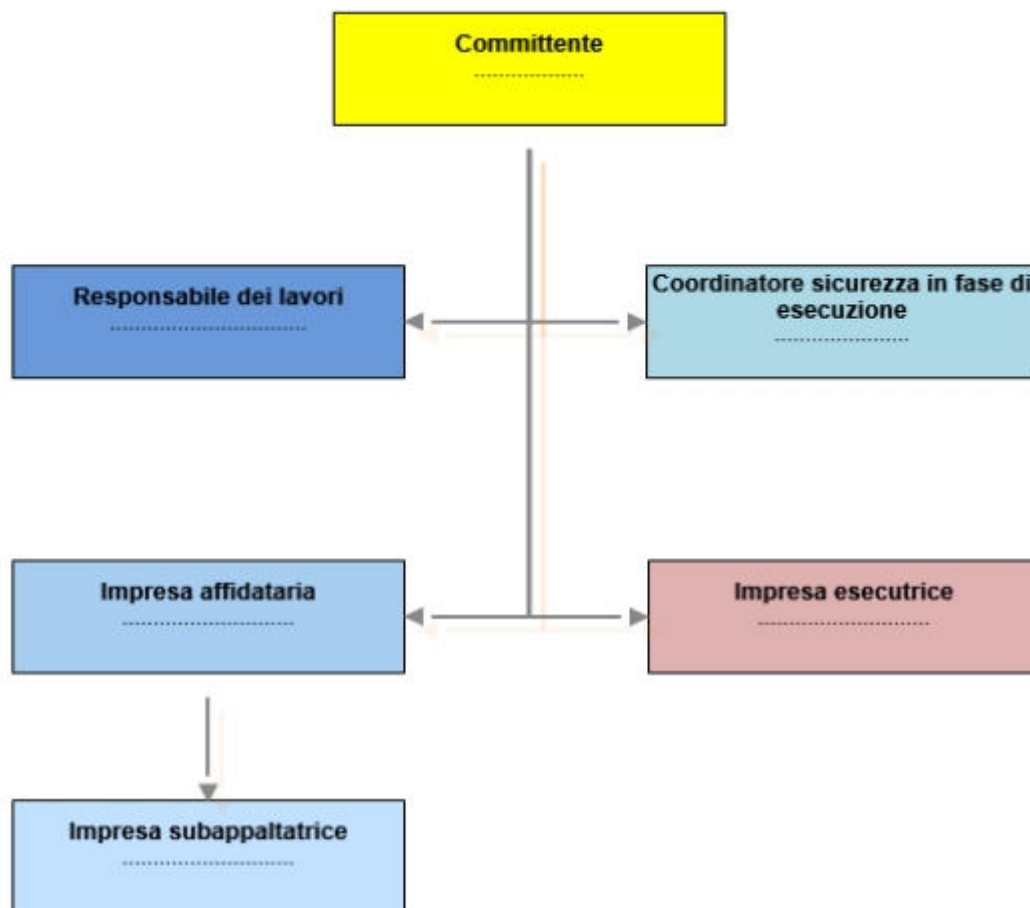 Committente
..................
Responsabile dei lavori
................................
Coordinatore sicurezza in fase di
esecuzione
......................
Impresa affidataria
............................
Impresa esecutrice
............................
Impresa subappaltatrice
............................